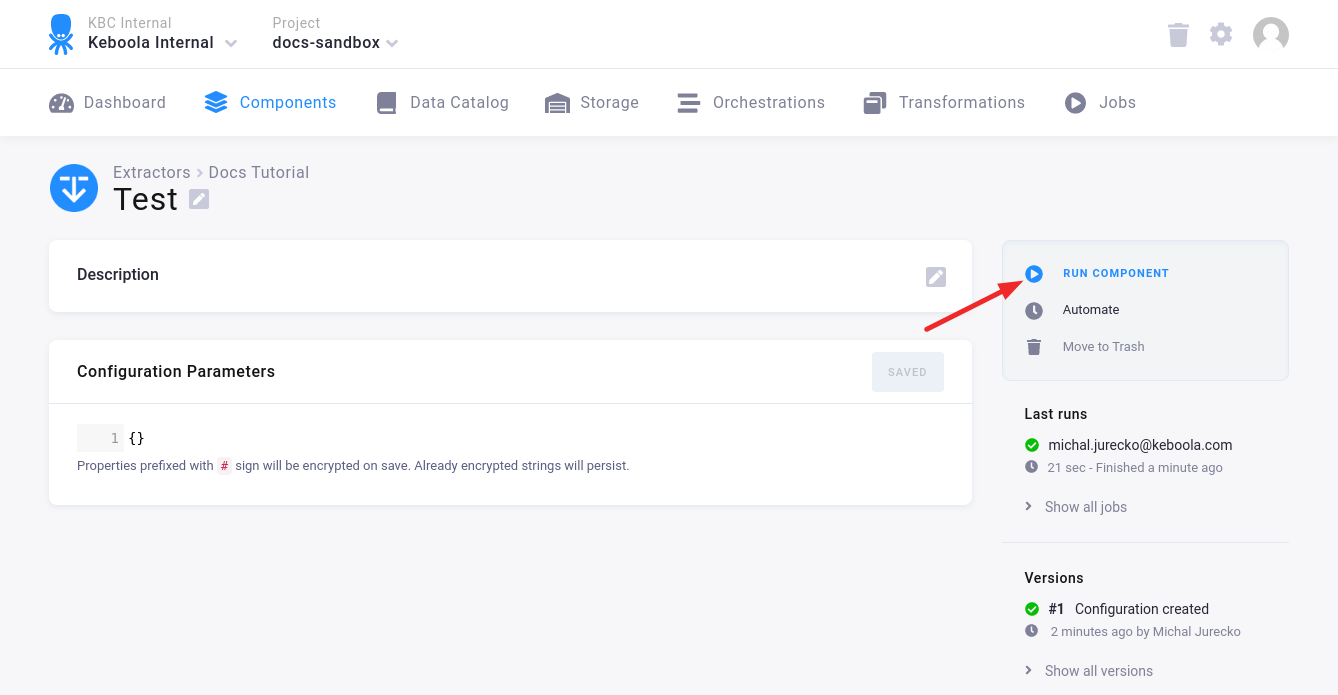 KBC Internal
Keboola Internal
Project
docs-sandbox
Dashboard
Components
Data Catalog
Storage
Orchestrations
Transformations
Jobs
Extractors > Docs Tutorial
Test
Description
Configuration Parameters
SAVED
1 {}
Properties prefixed with # sign will be encrypted on save. Already encrypted strings will persist.
RUN COMPONENT
Automate
Move to Trash
Last runs
michal.jurecko@keboola.com
21 sec - Finished a minute ago
Show all jobs
Versions
#1 Configuration created
2 minutes ago by Michal Jurecko
Show all versions